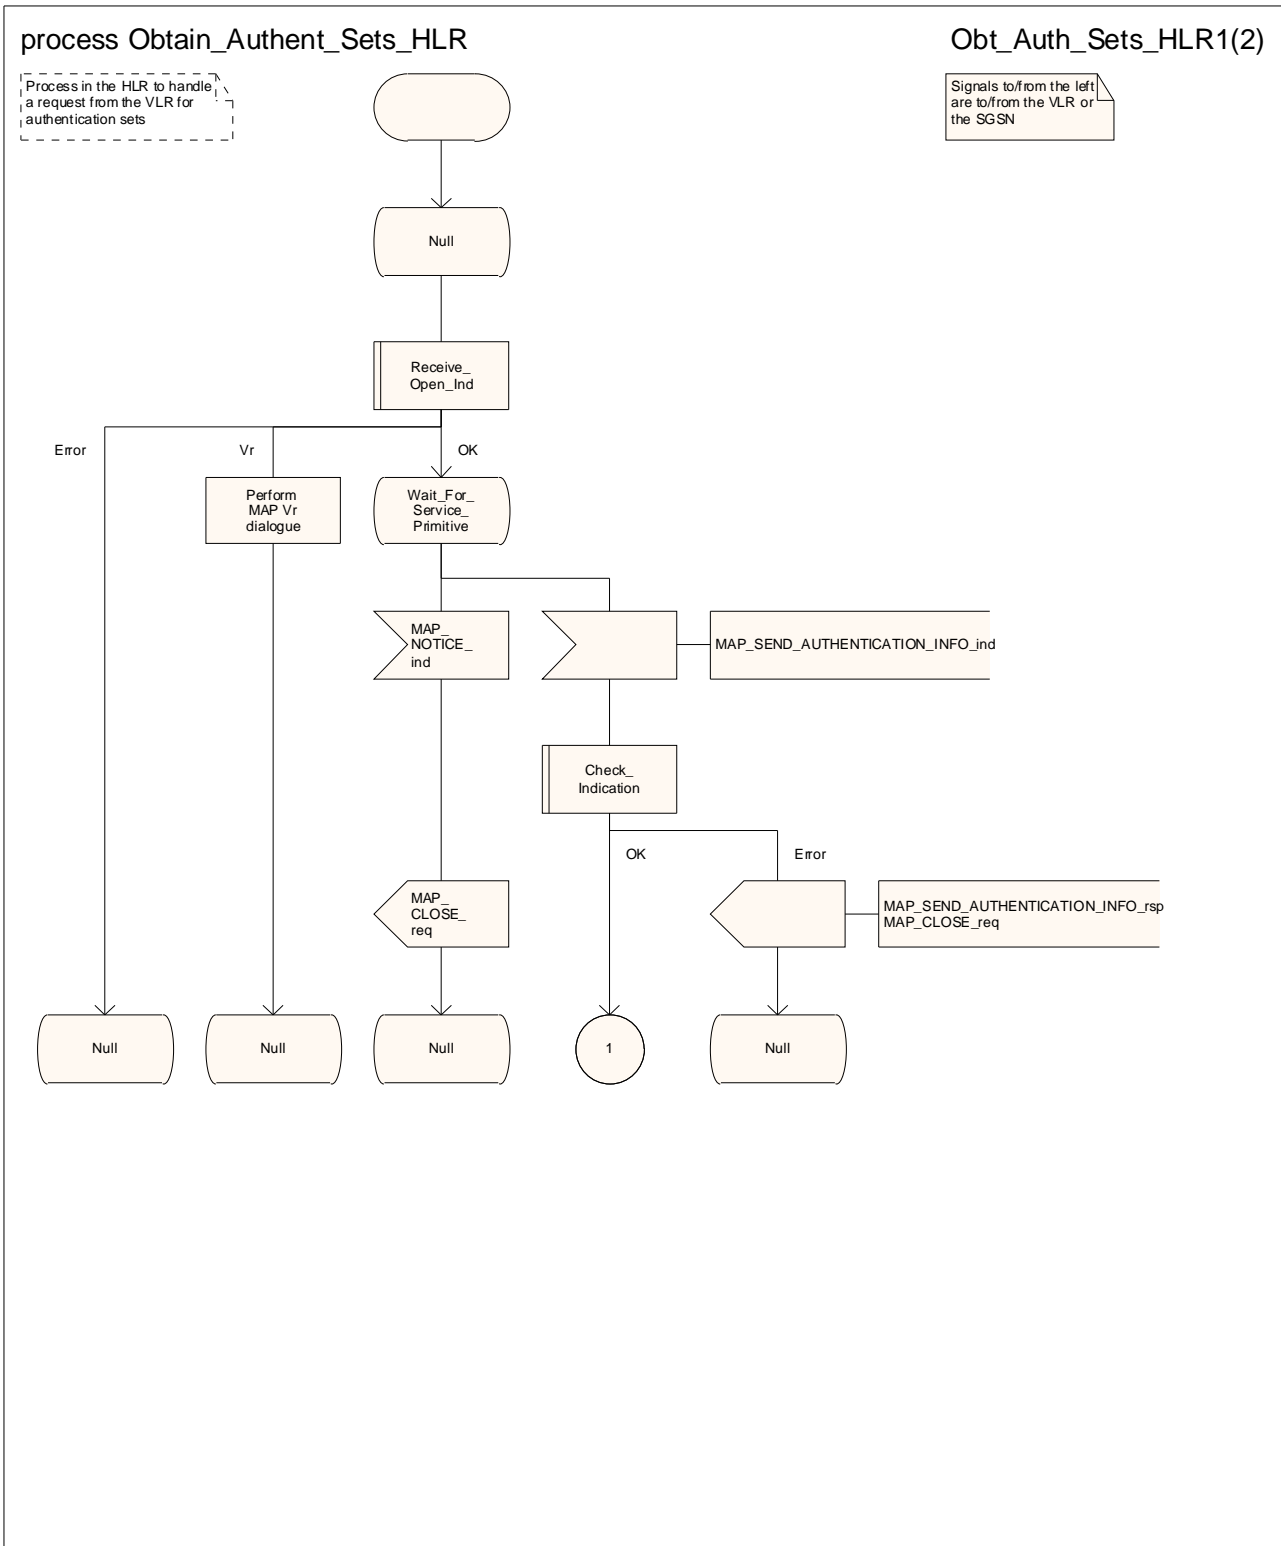 process Obtain_Authent_Sets_HLR
Obt_Auth_Sets_HLR1(2)
Process in the HLR to handle
a request from the VLR for
authentication sets
Signals to/from the left
are to/from the VLR or
the SGSN
Null
Receive_
Open_Ind
Error
Vr
OK
Perform
MAP Vr
dialogue
Wait_For_
Service_
Primitive
MAP_
NOTICE_
ind
MAP_SEND_AUTHENTICATION_INFO_ind
Check_
Indication
OK
Error
MAP_
CLOSE_
req
MAP_SEND_AUTHENTICATION_INFO_rsp
MAP_CLOSE_req
Null
Null
Null
1
Null